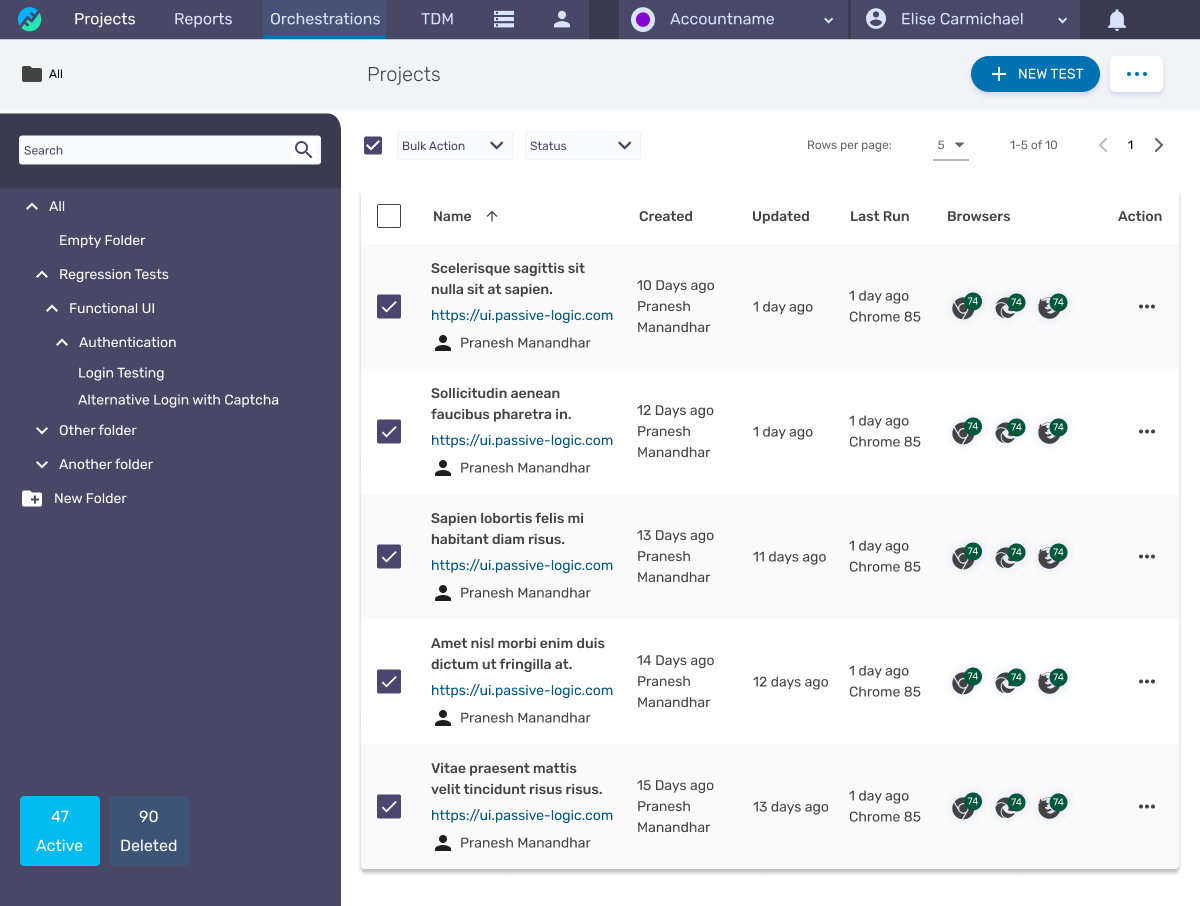 Projects
Reports
Orchestrations
TDM
Accountname
Elise Carmichael
All
Projects
NEW TEST
Search
All
Empty Folder
Regression Tests
Functional UI
Authentication
Login Testing
Alternative Login with Captcha
Other folder
Another folder
New Folder
47
Active
90
Deleted
Bulk Action
Status
Rows per page:
5
1-5 of 10
1
Name
Created
Updated
Last Run
Browsers
Action
Scelerisque sagittis sit
nulla sit at sapien.
https://ui.passive-logic.com
Pranesh Manandhar
10 Days ago
Pranesh
Manandhar
1 day ago
1 day ago
Chrome 85
74
74
74
Sollicitudin aenean
faucibus pharetra in.
https://ui.passive-logic.com
Pranesh Manandhar
12 Days ago
Pranesh
Manandhar
1 day ago
1 day ago
Chrome 85
74
74
74
Sapien lobortis felis mi
habitant diam risus.
https://ui.passive-logic.com
Pranesh Manandhar
13 Days ago
Pranesh
Manandhar
11 days ago
1 day ago
Chrome 85
74
74
74
Amet nisl morbi enim duis
dictum ut fringilla at.
https://ui.passive-logic.com
Pranesh Manandhar
14 Days ago
Pranesh
Manandhar
12 days ago
1 day ago
Chrome 85
74
74
74
Vitae praesent mattis
velit tincidunt risus risus.
https://ui.passive-logic.com
Pranesh Manandhar
15 Days ago
Pranesh
Manandhar
13 days ago
1 day ago
Chrome 85
74
74
74